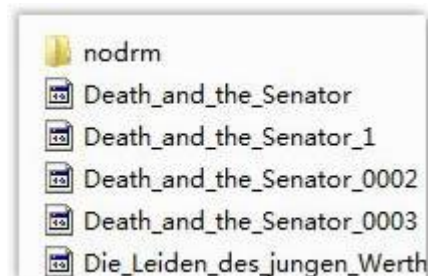 nodrm
Death_and_the_Senator
Death_and_the_Senator_1
Death_and_the_Senator_0002
Death_and_the_Senator_0003
Die_Leiden_des_jungen_Werth